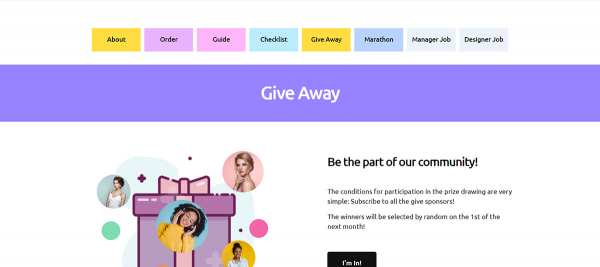 About Order Guide Checklist Give Away Marathon Manager Job Designer Job
Give Away
Be the part of our community!
The conditions for participation in the prize drawing are very
simple: Subscribe to all the give sponsors!
The winners will be selected by random on the 1st of the
next month!
I'm in!